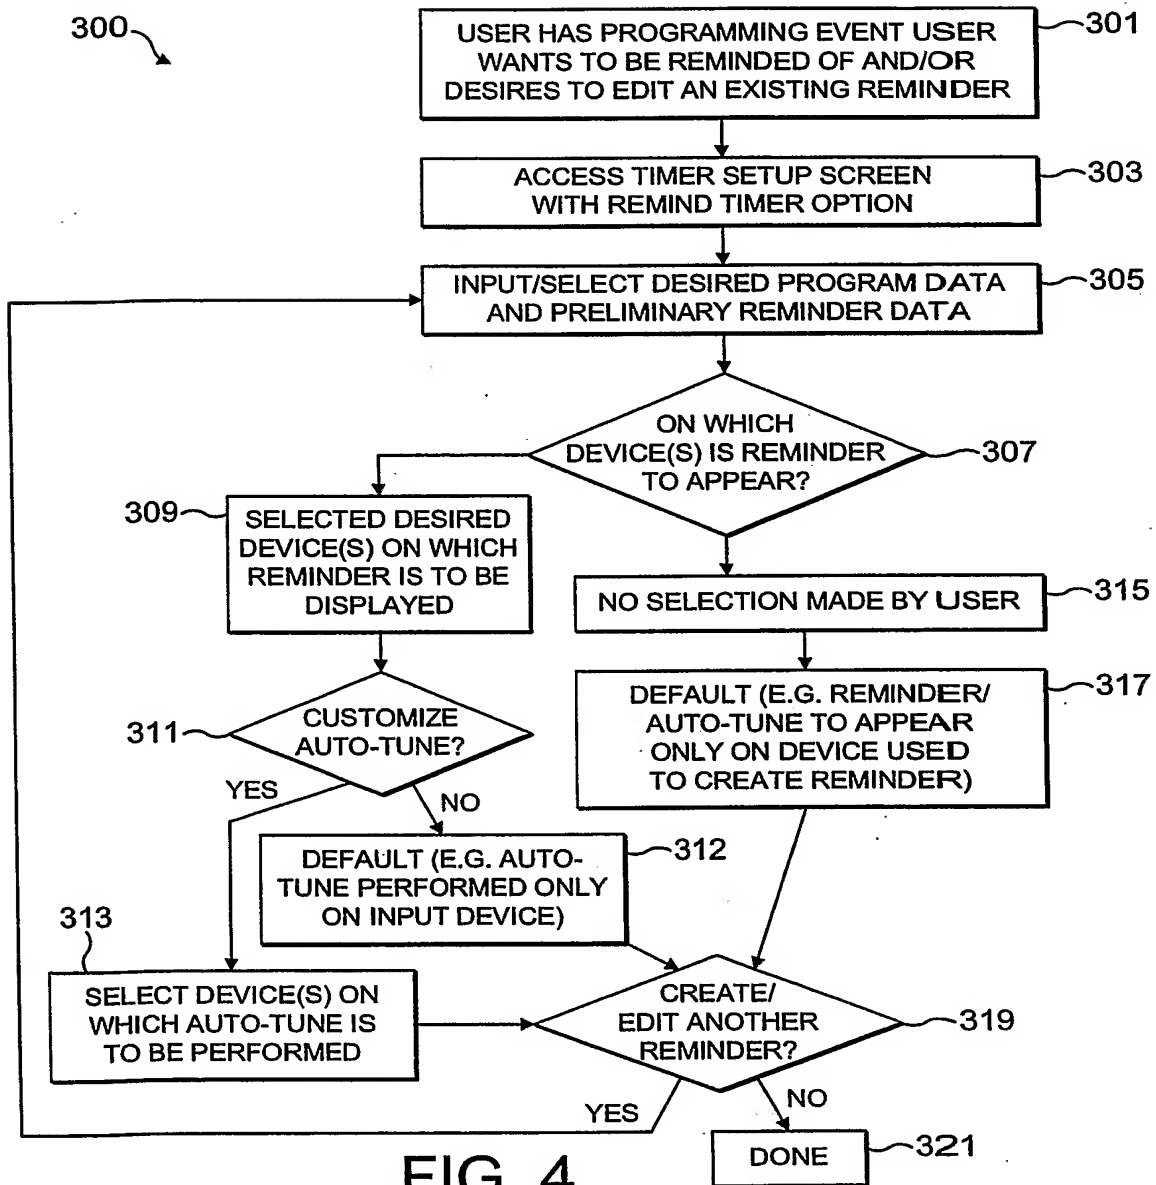 300
USER HAS PROGRAMMING EVENT USER
WANTS TO BE REMINDED OF AND/OR
DESIRES TO EDIT AN EXISTING REMINDER
301
ACCESS TIMER SETUP SCREEN
WITH REMIND TIMER OPTION
303
INPUT/SELECT DESIRED PROGRAM DATA
AND PRELIMINARY REMINDER DATA
305
ON WHICH
DEVICE(S) IS REMINDER
TO APPEAR?
307
309
SELECTED DESIRED
DEVICE(S) ON WHICH
REMINDER IS TO BE
DISPLAYED
NO SELECTION MADE BY USER
315
311
CUSTOMIZE
AUTO-TUNE?
DEFAULT (E.G. REMINDER/
AUTO-TUNE TO APPEAR
ONLY ON DEVICE USED
TO CREATE REMINDER)
317
YES
NO
DEFAULT (E.G. AUTO-
TUNE PERFORMED ONLY
ON INPUT DEVICE)
312
313
SELECT DEVICE(S) ON
WHICH AUTO-TUNE IS
TO BE PERFORMED
CREATE/
EDIT ANOTHER
REMINDER?
319
YES
NO
DONE
321
FIG. 4